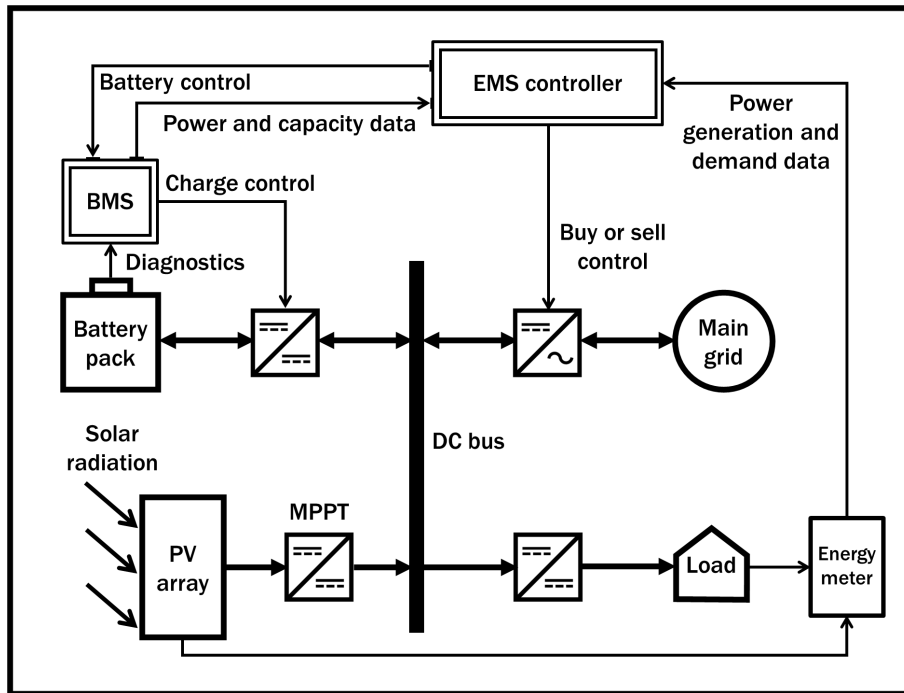 EMS controller
Battery control
Power and capacity data
Power
generation and
demand data
BMS
Charge control
Diagnostics
Buy or sell
control
Battery
pack
Main
grid
Solar
radiation
DC bus
MPPT
PV
array
Load
Energy
meter